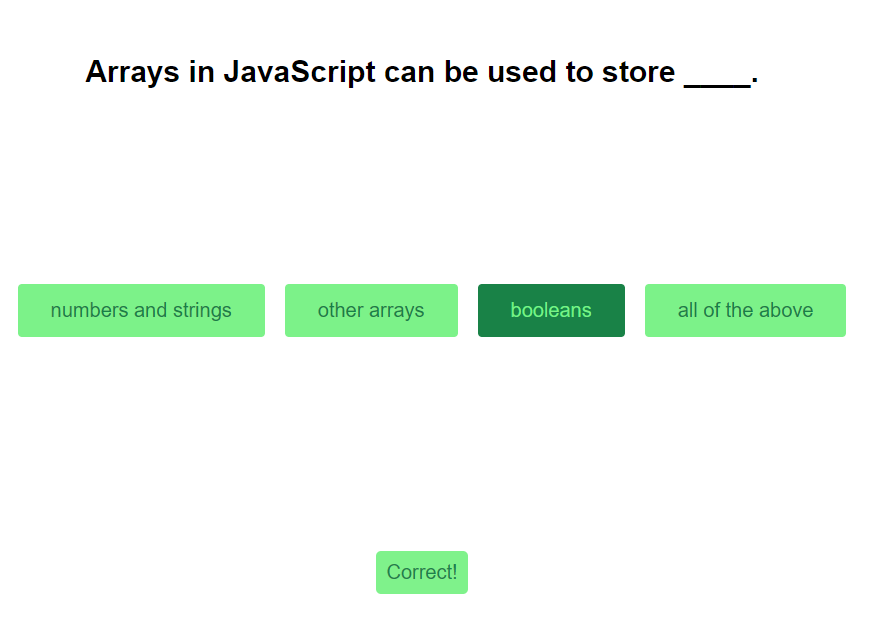 Arrays in JavaScript can be used to store ____.
numbers and strings
other arrays
booleans
all of the above
Correct!